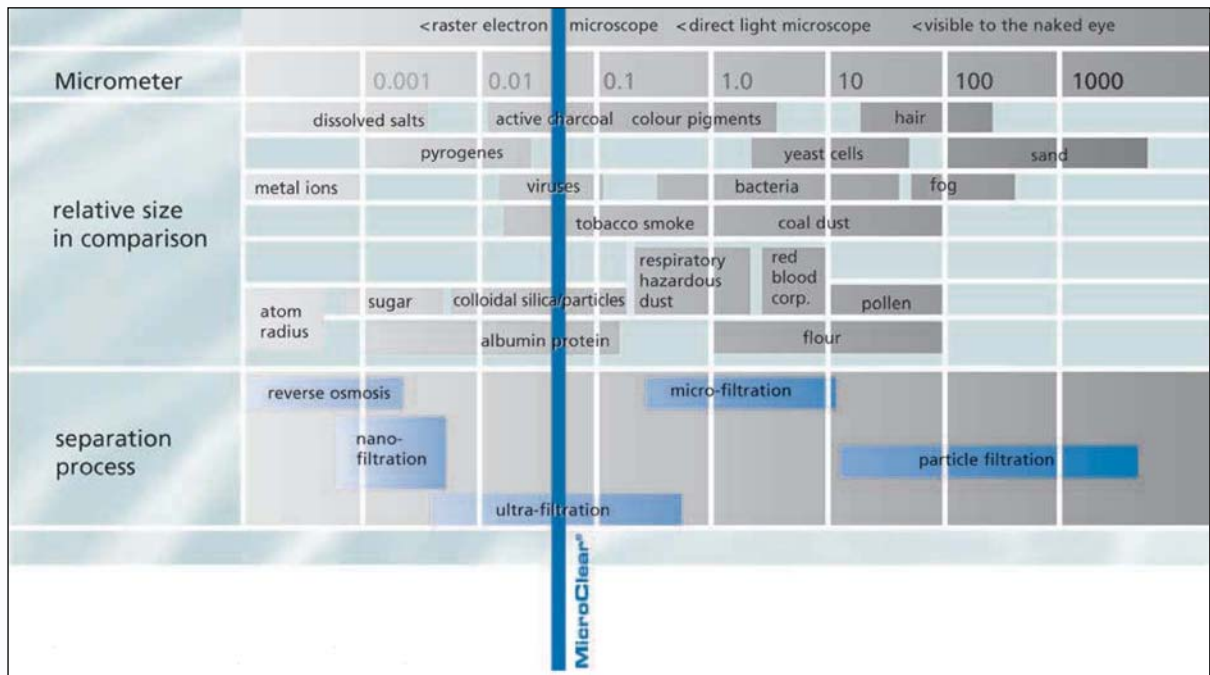 <raster electron microscope <direct light microscope <visible to the naked eye
Micrometer 0.001 0.01 0.1 1.0 10 100 1000
relative size
in comparison
dissolved salts active charcoal colour pigments hair
pyrogenes yeast cells sand
metal ions viruses bacteria fog
tobacco smoke coal dust
respiratory
hazardous
dust
red
blood
corp.
atom
radius
sugar colloidal silica/particles pollen
albumin protein flour
separation
process
reverse osmosis micro-filtration
nano-
filtration
particle filtration
ultra-filtration
MicroClear®